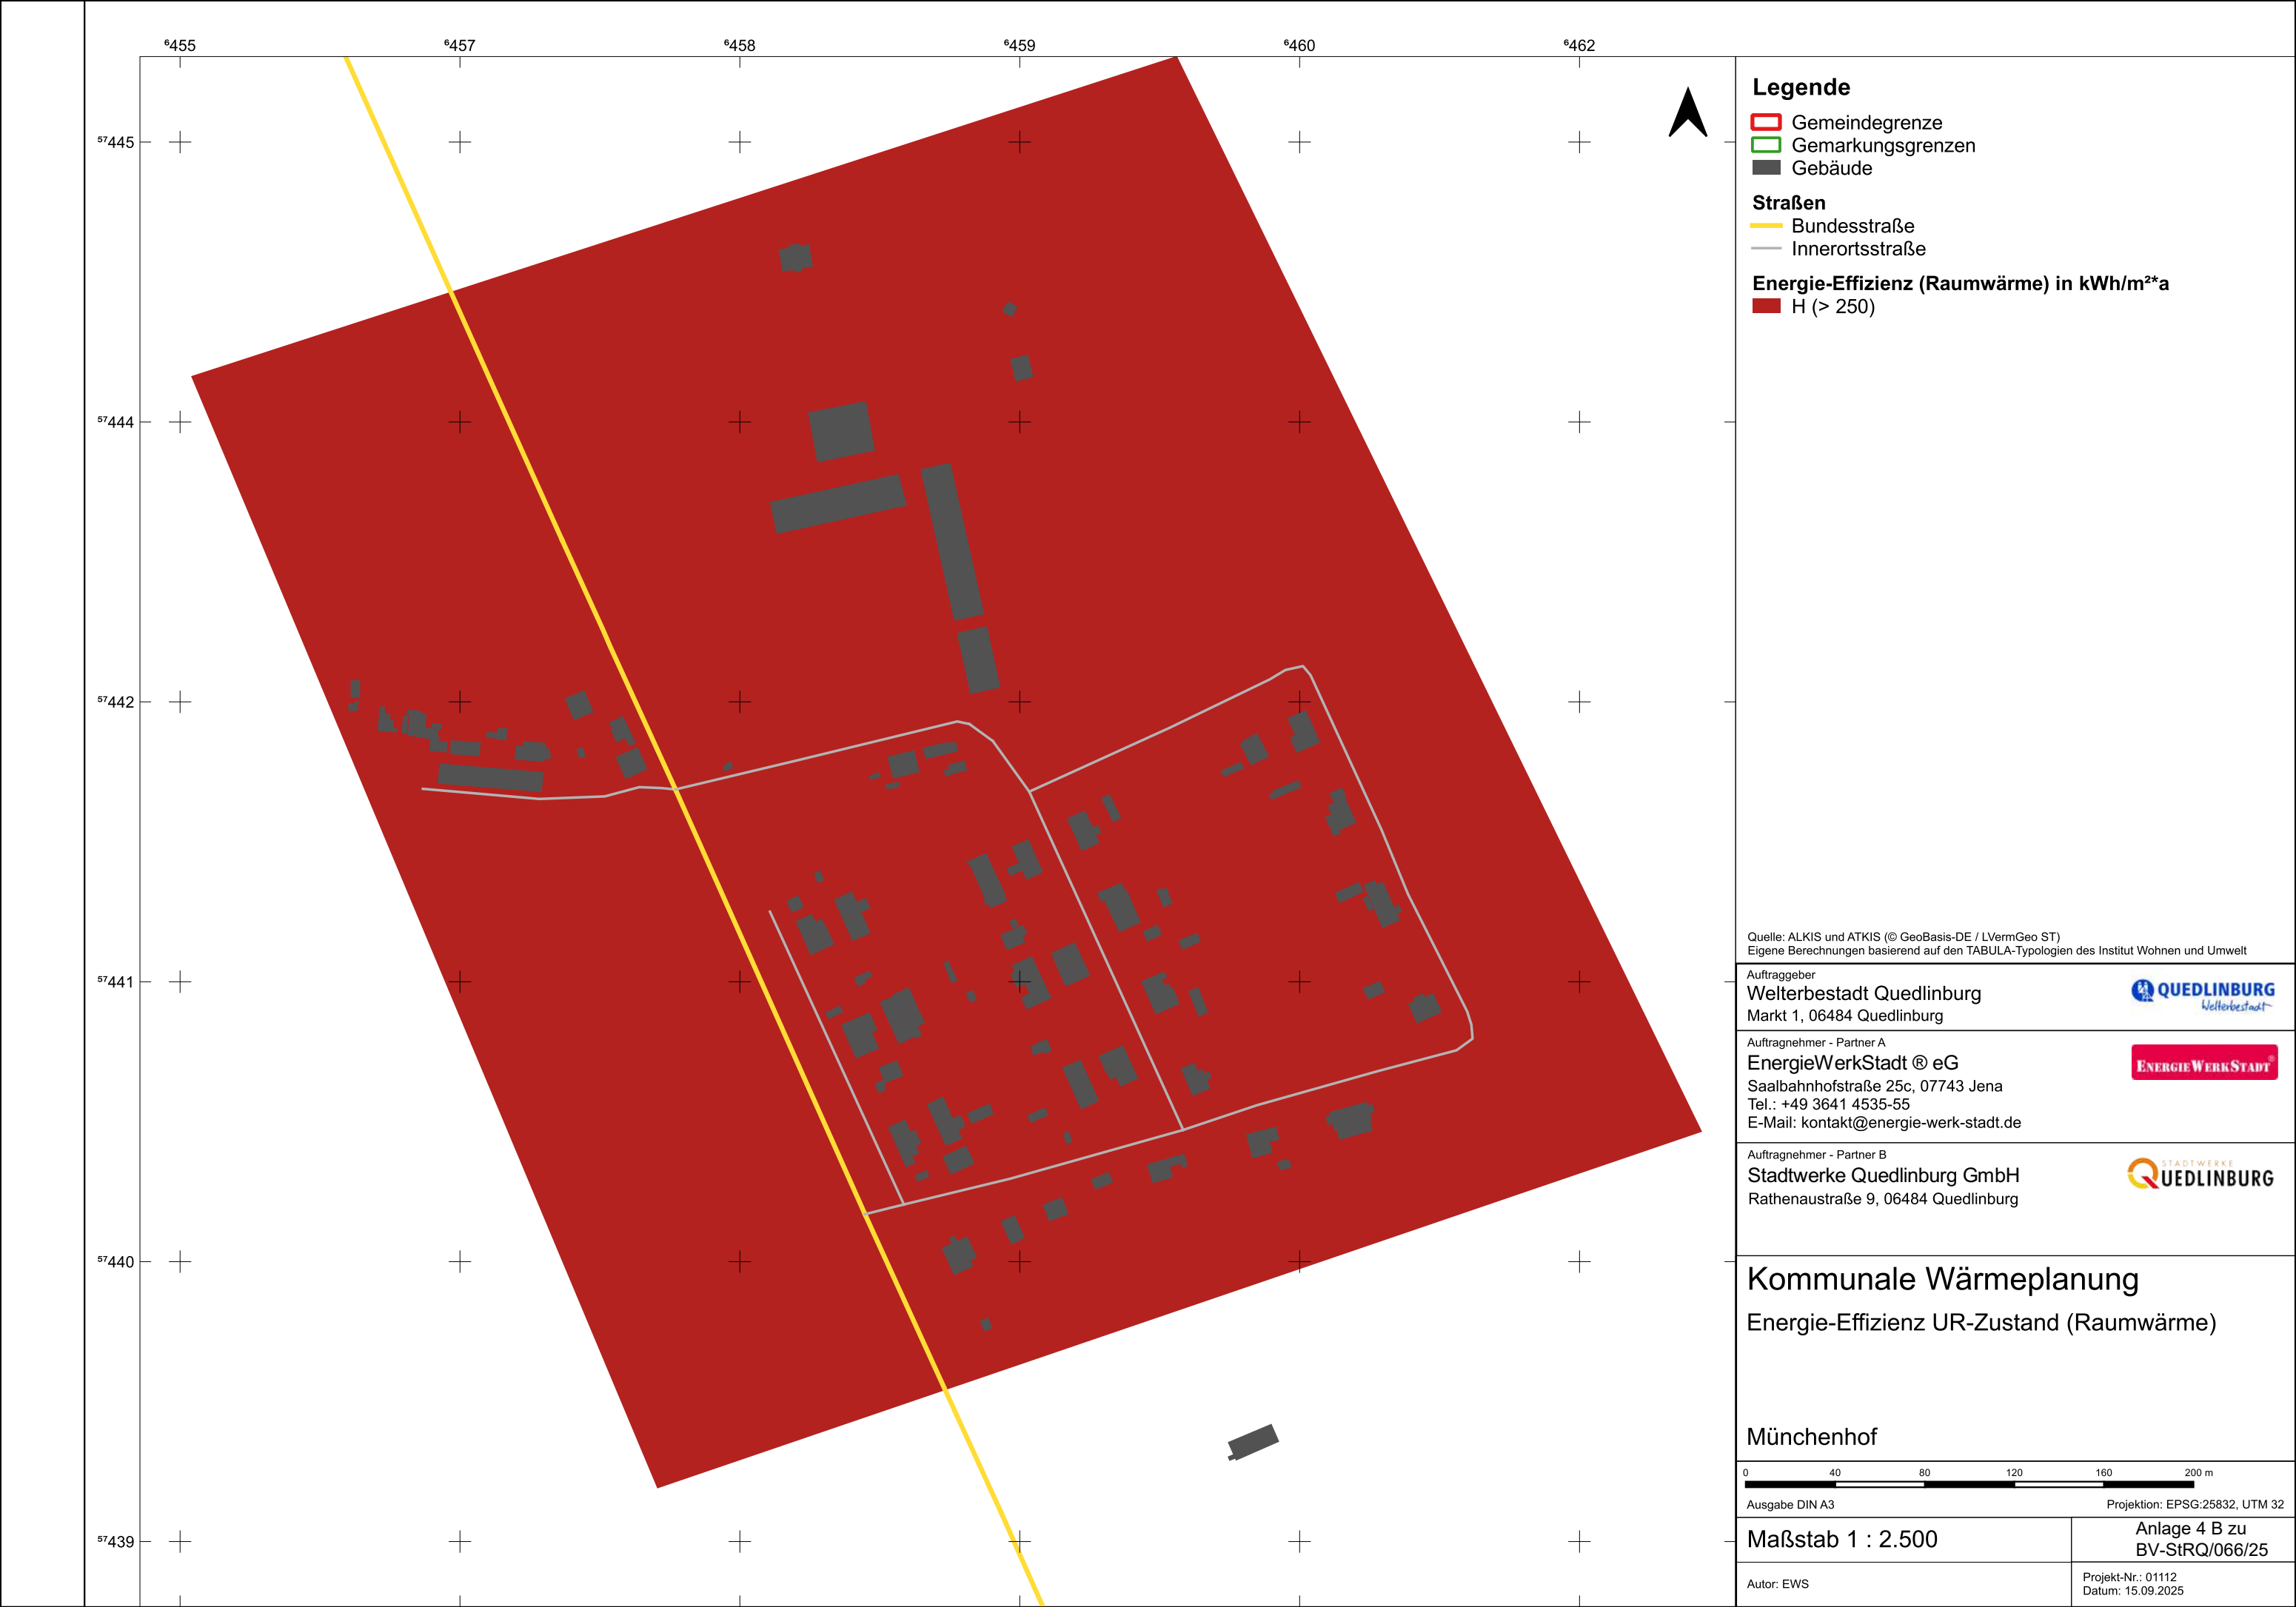 ⁶455 ⁶457 ⁶458 ⁶459 ⁶460 ⁶462
⁵⁷445
⁵⁷444
⁵⁷442
⁵⁷441
⁵⁷440
⁵⁷439
Legende
Gemeindegrenze
Gemarkungsgrenzen
Gebäude
Straßen
Bundesstraße
Innerortsstraße
Energie-Effizienz (Raumwärme) in kWh/m²*a
H (> 250)
Quelle: ALKIS und ATKIS (© GeoBasis-DE / LVermGeo ST)
Eigene Berechnungen basierend auf den TABULA-Typologien des Institut Wohnen und Umwelt
Auftraggeber
Welterbestadt Quedlinburg
Markt 1, 06484 Quedlinburg
QUEDLINBURG
Welterbestadt
Auftragnehmer - Partner A
EnergieWerkStadt ® eG
Saalbahnhofstraße 25c, 07743 Jena
Tel.: +49 3641 4535-55
E-Mail: kontakt@energie-werk-stadt.de
ENERGIEWERKSTADT®
Auftragnehmer - Partner B
Stadtwerke Quedlinburg GmbH
Rathenaustraße 9, 06484 Quedlinburg
STADTWERKE
QUEDLINBURG
Kommunale Wärmeplanung
Energie-Effizienz UR-Zustand (Raumwärme)
Münchenhof
0 40 80 120 160 200 m
Ausgabe DIN A3
Projektion: EPSG:25832, UTM 32
Maßstab 1 : 2.500
Anlage 4 B zu
BV-StRQ/066/25
Autor: EWS
Projekt-Nr.: 01112
Datum: 15.09.2025